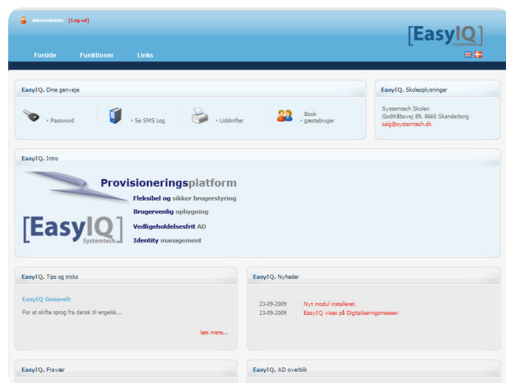 Administrator [Log ud]
[EasyIQ]
Systemtech
Forside Funktioner Links
EasyIQ. Dine genveje
EasyIQ. Skoleoplysninger
Password
Se SMS Log
Udskrifter
Book gæstebruger
Systemtech Skolen
Godthåbsvej 89, 8660 Skanderborg
salg@systemtech.dk
EasyIQ. Intro
Provisioneringsplatform
Fleksibel og sikker brugerstyring
Brugervenlig opbygning
Vedligeholdelsesfrit AD
Identity management
[EasyIQ]
Systemtech
EasyIQ. Tips og tricks
EasyIQ Generelt
For at skifte sprog fra dansk til engelsk...
læs mere...
EasyIQ. Nyheder
23-09-2009 Nyt modul installeret.
23-09-2009 EasyIQ vises på Digitaliseringsmessen
EasyIQ. Fravær
EasyIQ. AD overblik